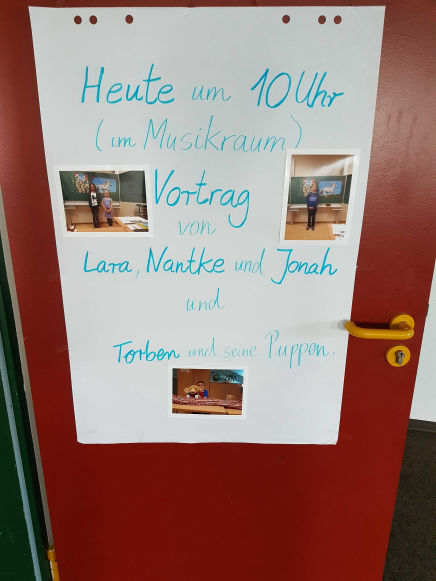 Heute um 10 Uhr
(im Musikraum)
Vortrag
von
Lara, Nantke und Jonah
und
Torben und seine Puppen.